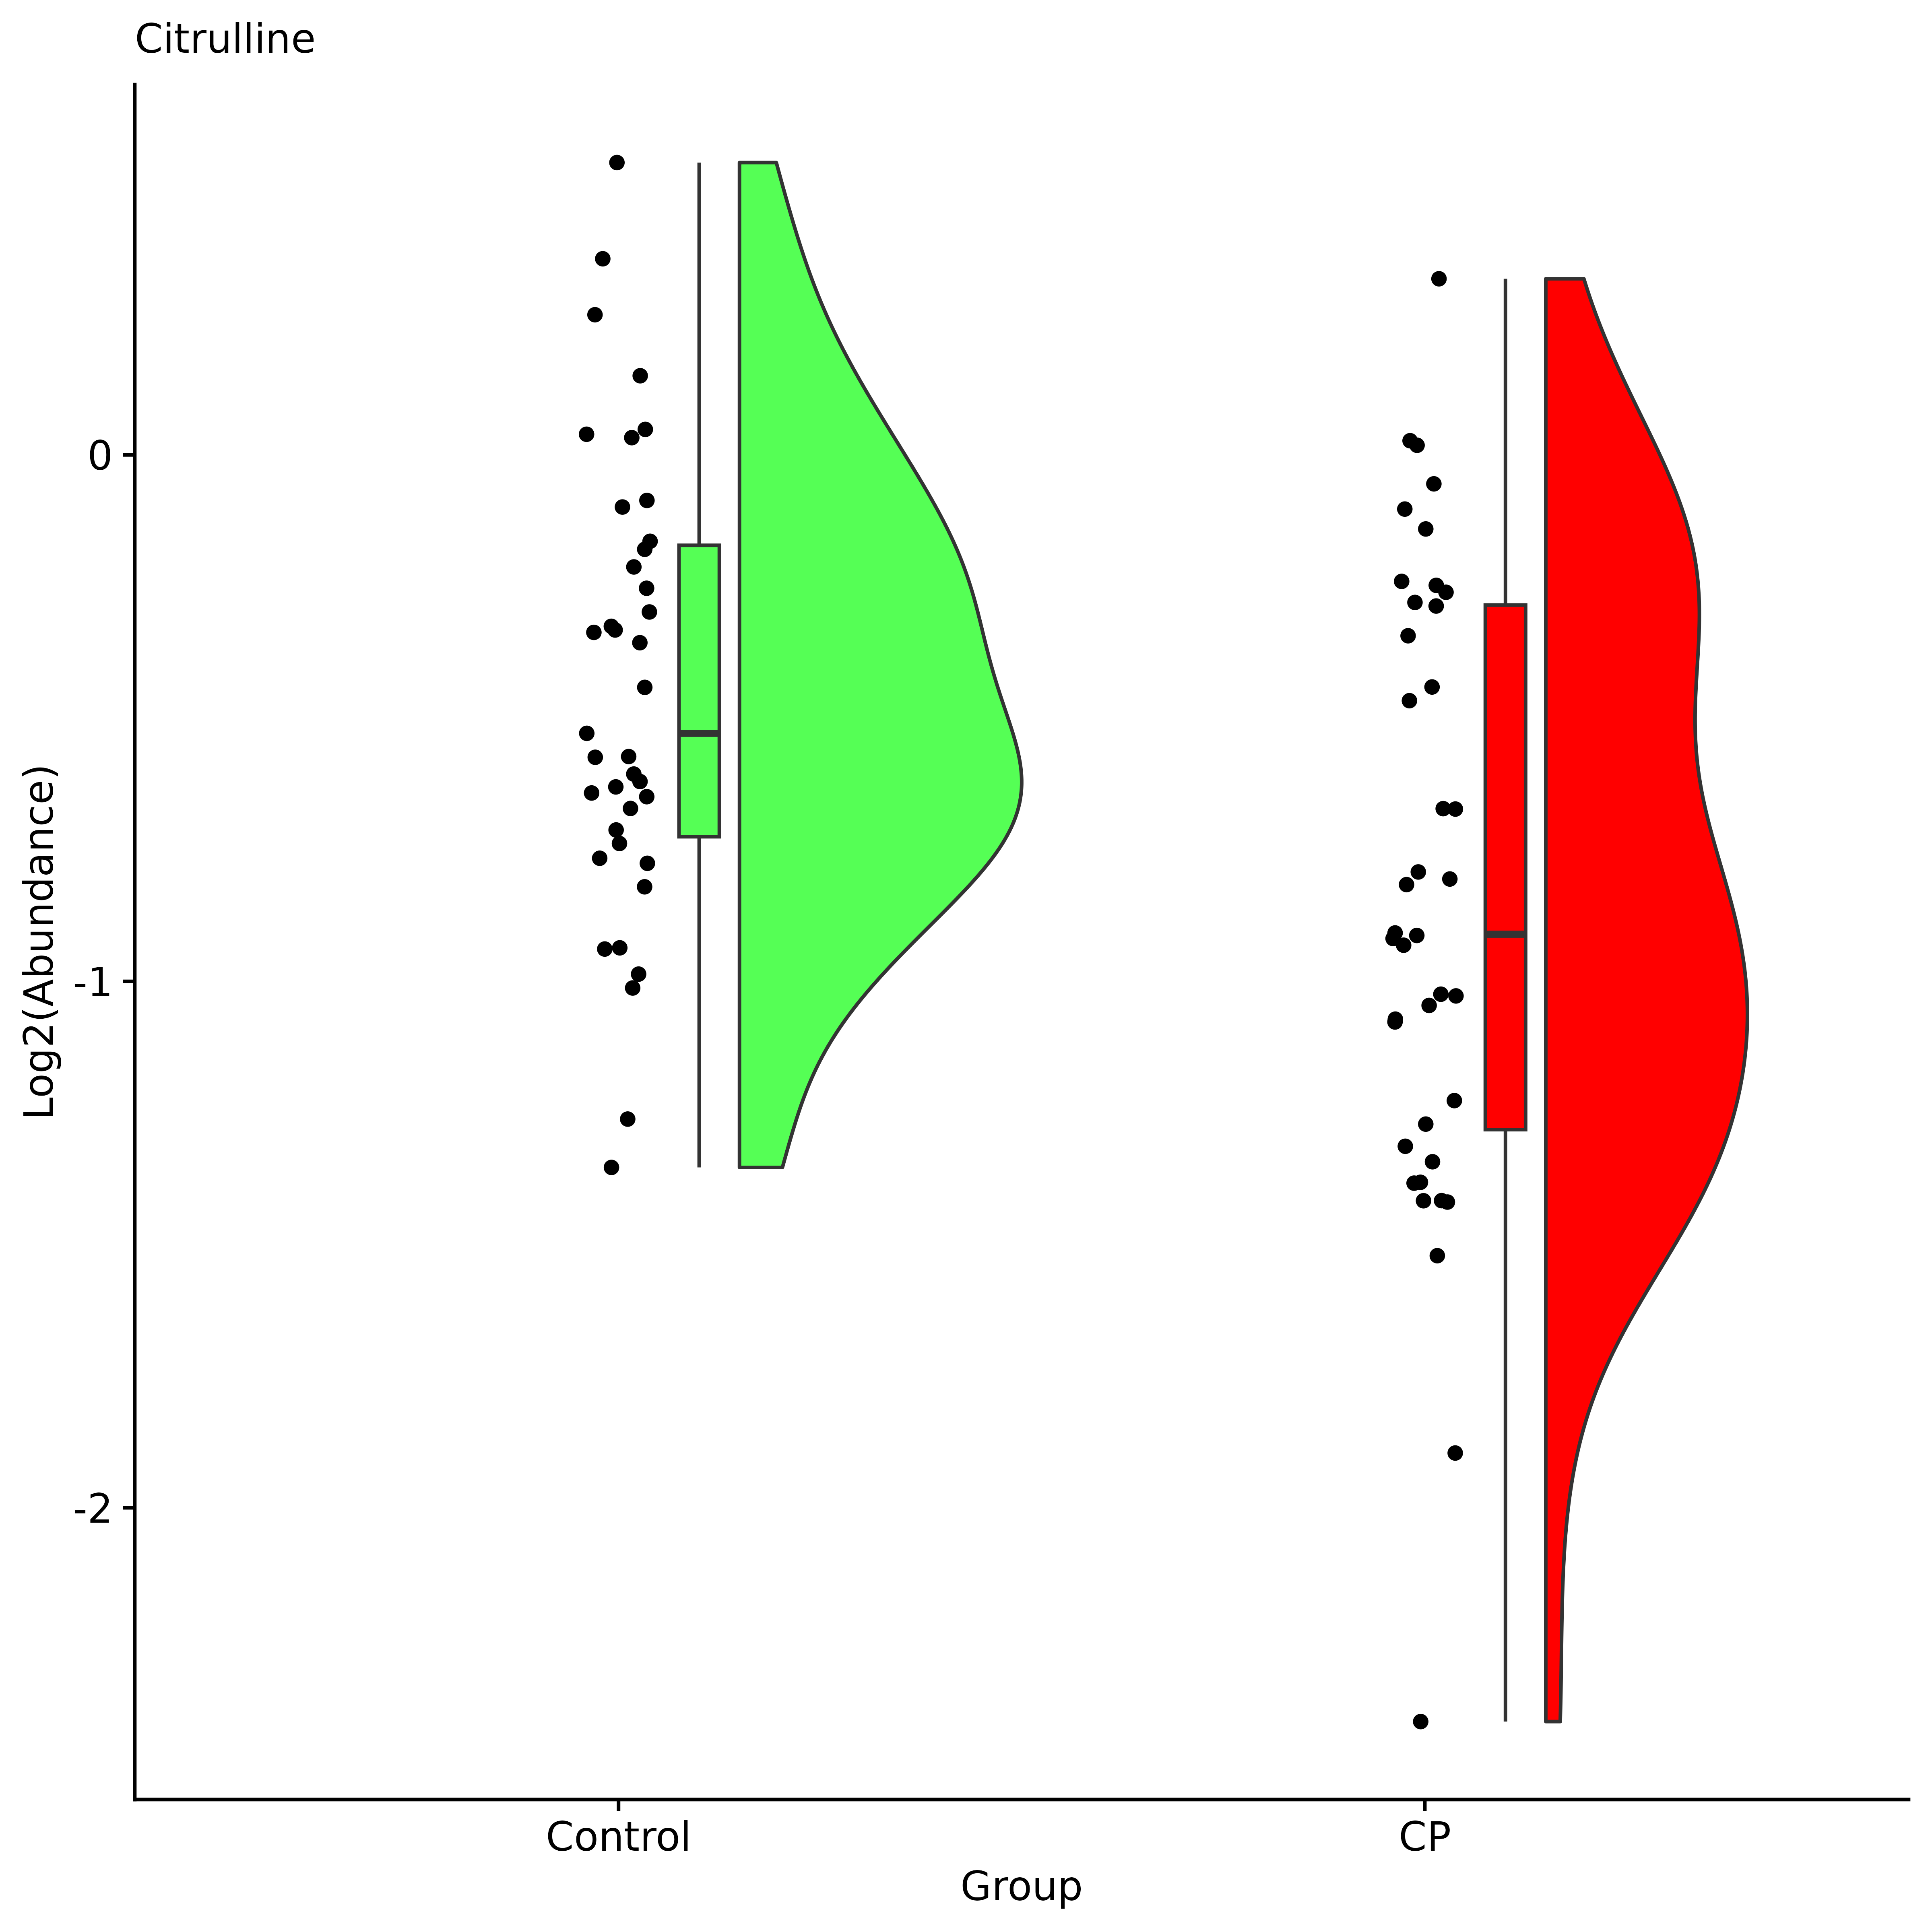 Citrulline
Log2(Abundance)
0
-1
-2
Control
CP
Group